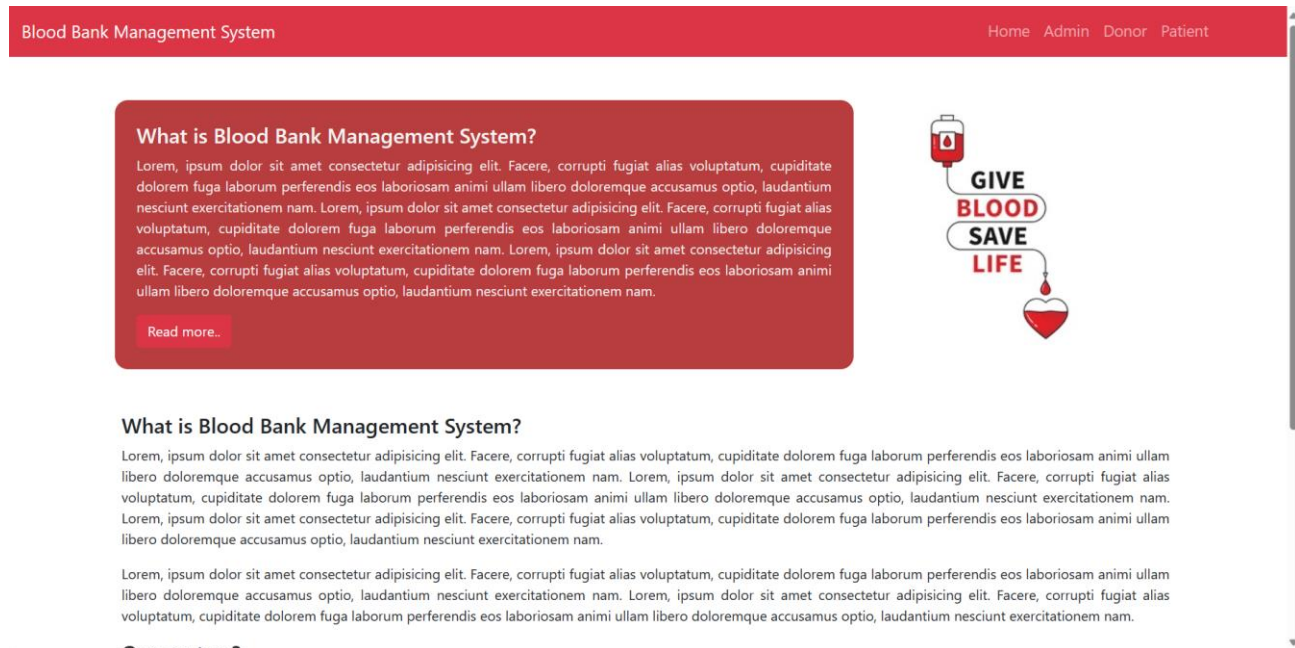 Blood Bank Management System
Home Admin Donor Patient
What is Blood Bank Management System?
Lorem, ipsum dolor sit amet consectetur adipisicing elit. Facere, corrupti fugiat alias voluptatum, cupiditate
dolorem fuga laborum perferendis eos laboriosam animi ullam libero doloremque accusamus optio, laudantium
nesciunt exercitationem nam. Lorem, ipsum dolor sit amet consectetur adipisicing elit. Facere, corrupti fugiat alias
voluptatum, cupiditate dolorem fuga laborum perferendis eos laboriosam animi ullam libero doloremque
accusamus optio, laudantium nesciunt exercitationem nam. Lorem, ipsum dolor sit amet consectetur adipisicing
elit. Facere, corrupti fugiat alias voluptatum, cupiditate dolorem fuga laborum perferendis eos laboriosam animi
ullam libero doloremque accusamus optio, laudantium nesciunt exercitationem nam.
Read more..
GIVE
BLOOD
SAVE
LIFE
What is Blood Bank Management System?
Lorem, ipsum dolor sit amet consectetur adipisicing elit. Facere, corrupti fugiat alias voluptatum, cupiditate dolorem fuga laborum perferendis eos laboriosam animi ullam
libero doloremque accusamus optio, laudantium nesciunt exercitationem nam. Lorem, ipsum dolor sit amet consectetur adipisicing elit. Facere, corrupti fugiat alias
voluptatum, cupiditate dolorem fuga laborum perferendis eos laboriosam animi ullam libero doloremque accusamus optio, laudantium nesciunt exercitationem nam.
Lorem, ipsum dolor sit amet consectetur adipisicing elit. Facere, corrupti fugiat alias voluptatum, cupiditate dolorem fuga laborum perferendis eos laboriosam animi ullam
libero doloremque accusamus optio, laudantium nesciunt exercitationem nam.
Lorem, ipsum dolor sit amet consectetur adipisicing elit. Facere, corrupti fugiat alias voluptatum, cupiditate dolorem fuga laborum perferendis eos laboriosam animi ullam
libero doloremque accusamus optio, laudantium nesciunt exercitationem nam. Lorem, ipsum dolor sit amet consectetur adipisicing elit. Facere, corrupti fugiat alias
voluptatum, cupiditate dolorem fuga laborum perferendis eos laboriosam animi ullam libero doloremque accusamus optio, laudantium nesciunt exercitationem nam.